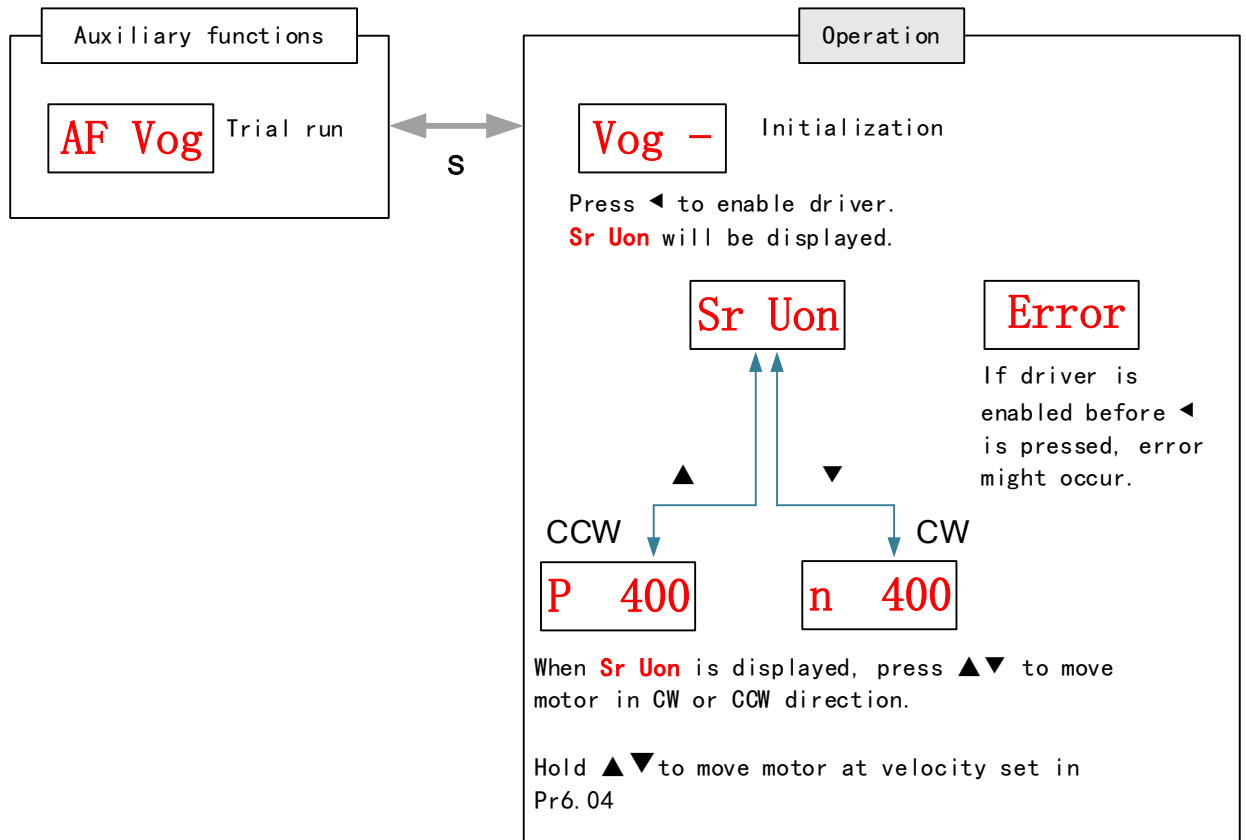 Auxiliary functions
AF Vog
Trial run
S
Operation
Vog -
Initialization
Press ◀ to enable driver.
Sr Uon will be displayed.
Sr Uon
Error
If driver is
enabled before ◀
is pressed, error
might occur.
▲
▼
CCW
CW
P 400
n 400
When Sr Uon is displayed, press ▲▼ to move
motor in CW or CCW direction.
Hold ▲▼to move motor at velocity set in
Pr6.04